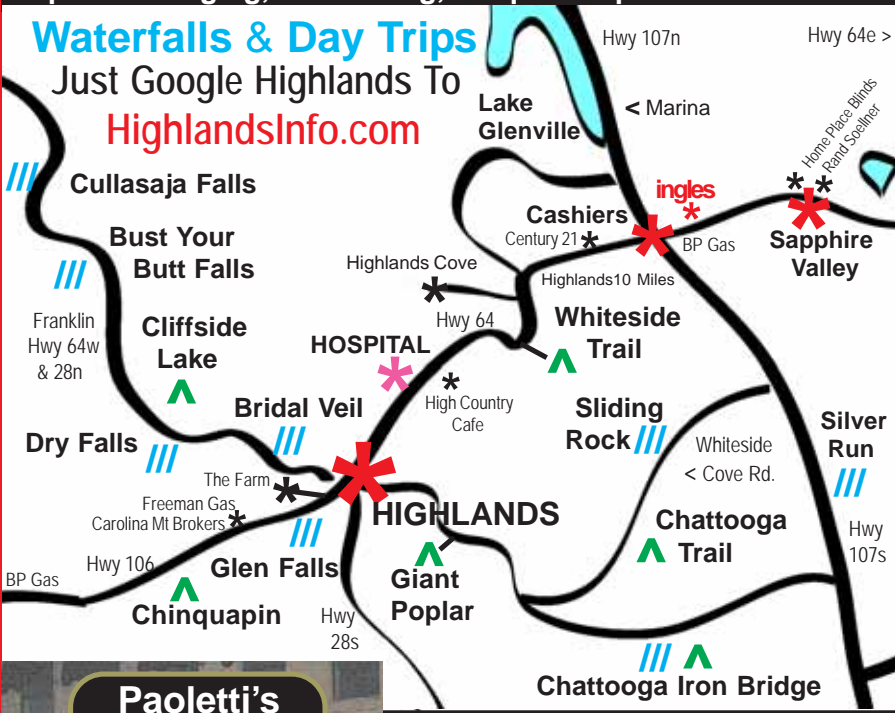 Waterfalls & Day Trips
Just Google Highlands To
HighlandsInfo.com
Hwy 107n
Hwy 64e >
Lake
Glenville
< Marina
Home Place Blinds
Rand Soellner
Cullasaja Falls
ingles
Cashiers
Century 21
BP Gas
Sapphire
Valley
Bust Your
Butt Falls
Highlands Cove
Highlands10 Miles
Franklin
Hwy 64w
& 28n
Cliffside
Lake
Hwy 64
Whiteside
Trail
HOSPITAL
High Country
Cafe
Bridal Veil
Sliding
Rock
Whiteside
< Cove Rd.
Silver
Run
Dry Falls
The Farm
Freeman Gas
Carolina Mt Brokers
HIGHLANDS
Chattooga
Trail
Hwy
107s
BP Gas
Hwy 106
Glen Falls
Giant
Poplar
Chinquapin
Hwy
28s
Chattooga Iron Bridge
Paoletti's